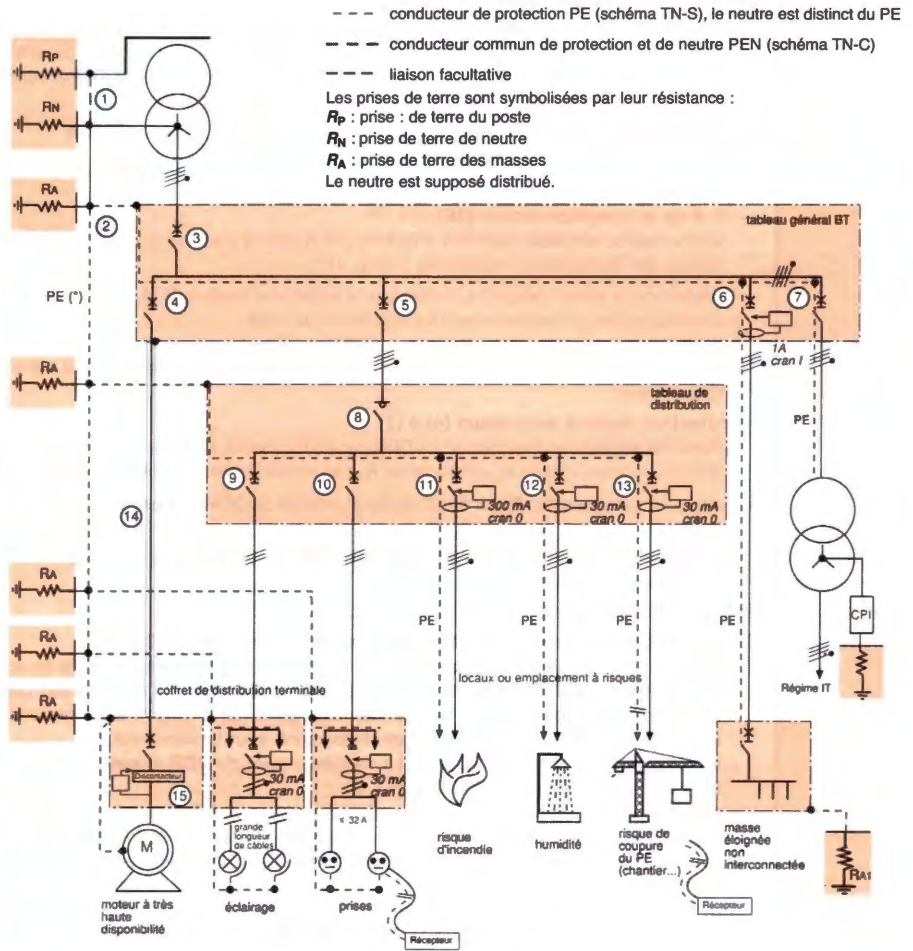 conducteur de protection PE (schéma TN-S), le neutre est distinct du PE
conducteur commun de protection et de neutre PEN (schéma TN-C)
liaison facultative
Les prises de terre sont symbolisées par leur résistance :
RP : prise : de terre du poste
RN : prise de terre de neutre
RA : prise de terre des masses
Le neutre est supposé distribué.
RP
1
RN
RA
2
3
tableau général BT
PE (*)
4
5
6
7
1A
cran I
RA
tableau de
distribution
8
PE
9
10
11
12
13
300 mA
cran 0
30 mA
cran 0
30 mA
cran 0
14
RA
CPI
PE
PE
PE
PE
RA
locaux ou emplacement à risques
Régime IT
coffret de distribution terminale
RA
Décontacteur
15
30 mA
cran 0
30 mA
cran 0
M
grande
longueur
de câbles
≤ 32 A
moteur à très
haute
disponibilité
éclairage
prises
Récepteur
risque
d'incendie
humidité
risque de
coupure
du PE
(chantier...)
Récepteur
masse
éloignée
non
interconnectée
RA1